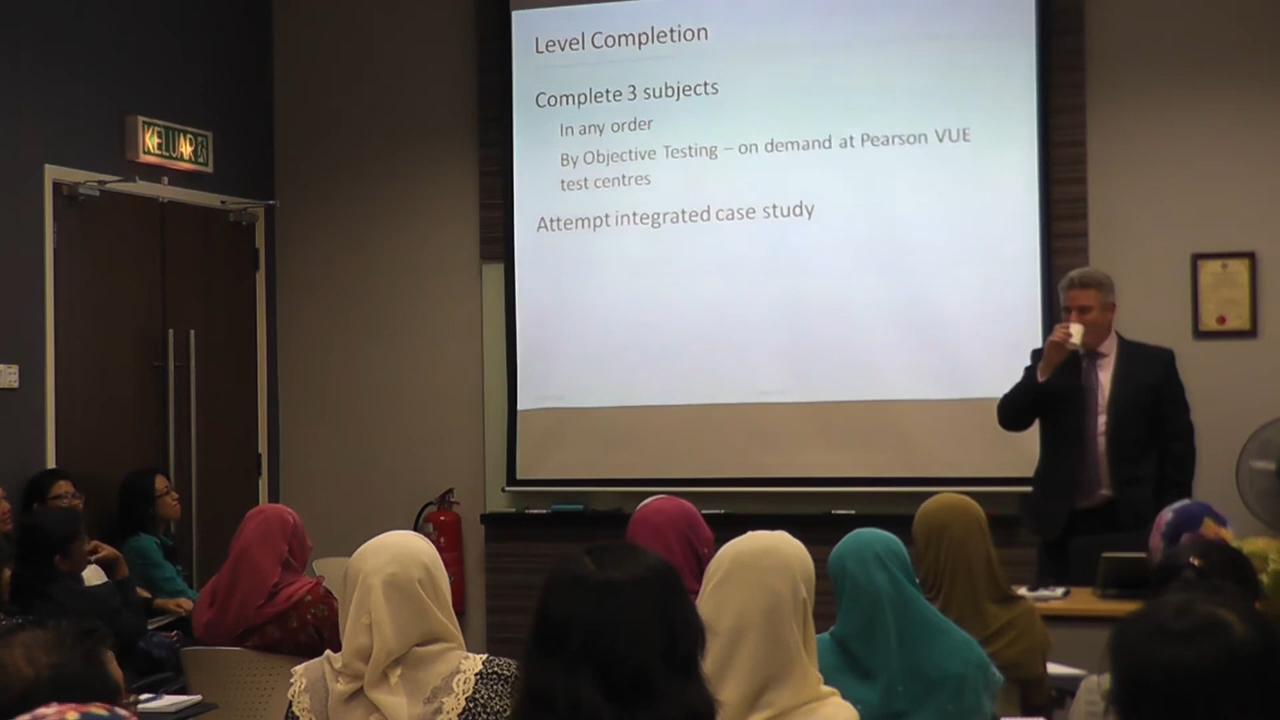 Level Completion
Complete 3 subjects
In any order
By Objective Testing – on demand at Pearson VUE
test centres
Attempt integrated case study
KELUAR